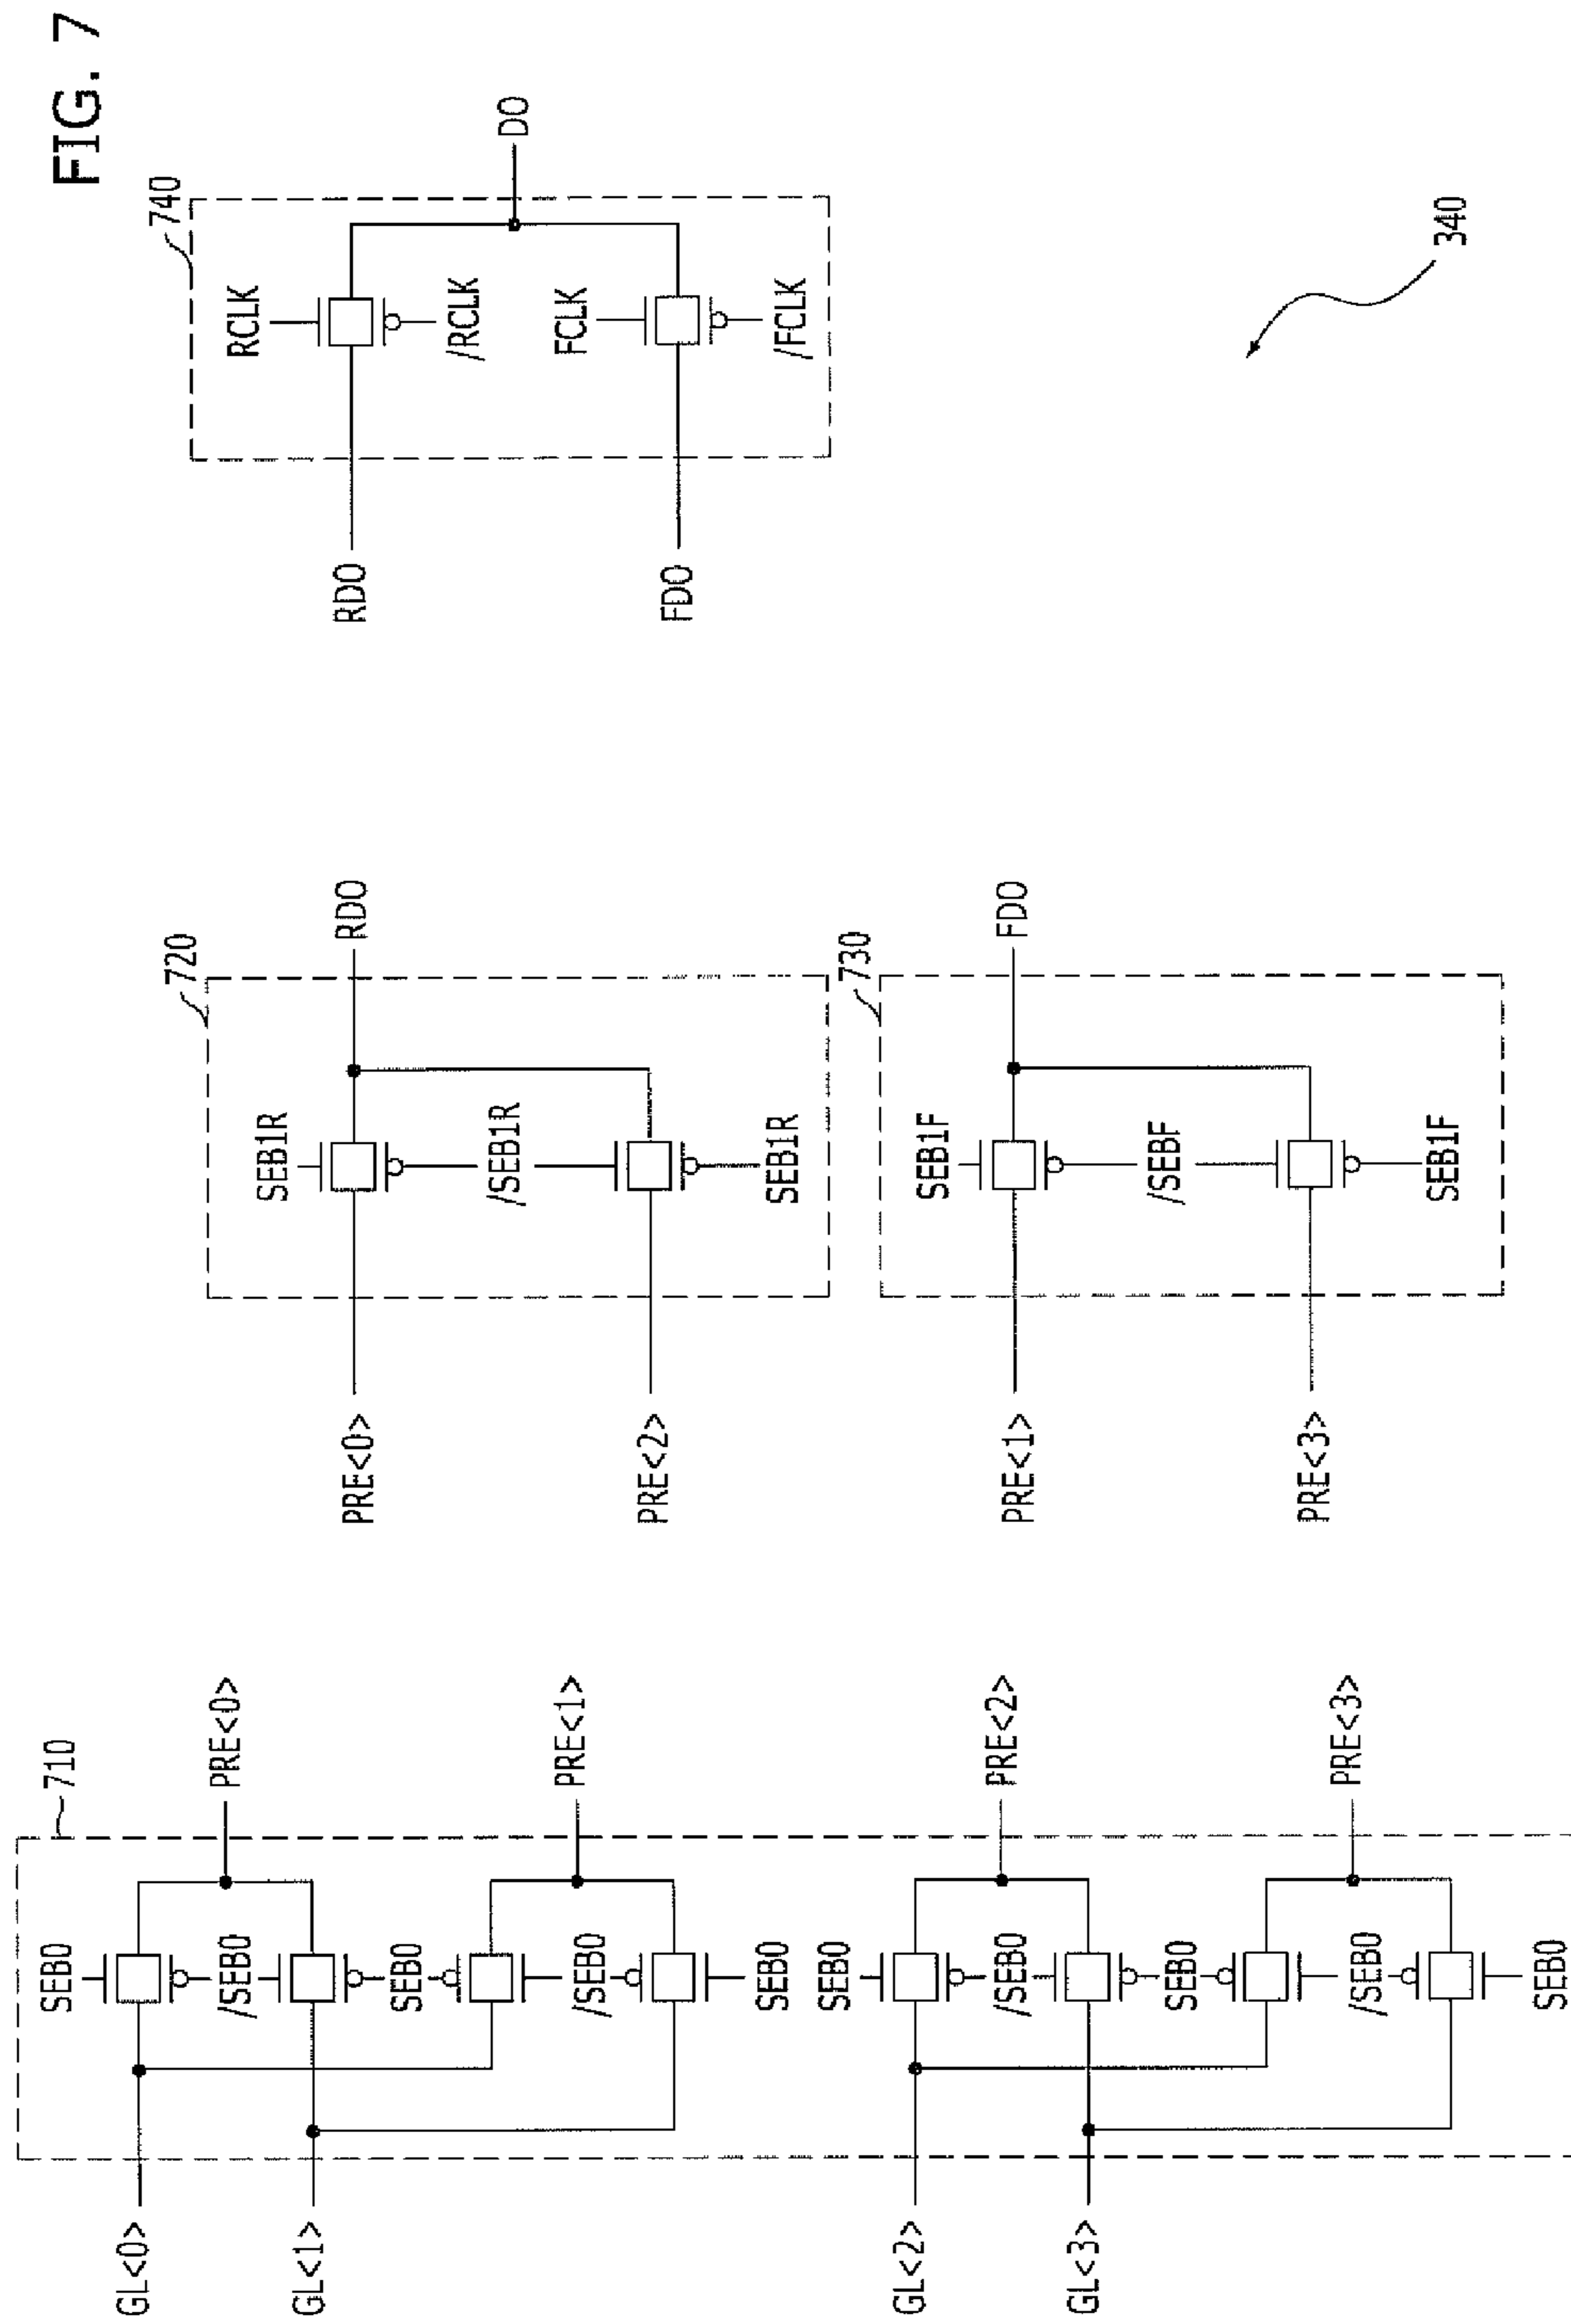 FIG. 7
710
GL<0>
GL<1>
GL<2>
GL<3>
SEB0
/SEB0
SEB0
/SEB0
SEB0
SEB0
/SEB0
SEB0
/SEB0
SEB0
PRE<0>
PRE<1>
PRE<2>
PRE<3>
720
PRE<0>
PRE<2>
SEB1R
/SEB1R
SEB1R
RDO
730
PRE<1>
PRE<3>
SEB1F
/SEBF
SEB1F
FDO
740
RDO
FDO
RCLK
/RCLK
FCLK
/FCLK
DO
340